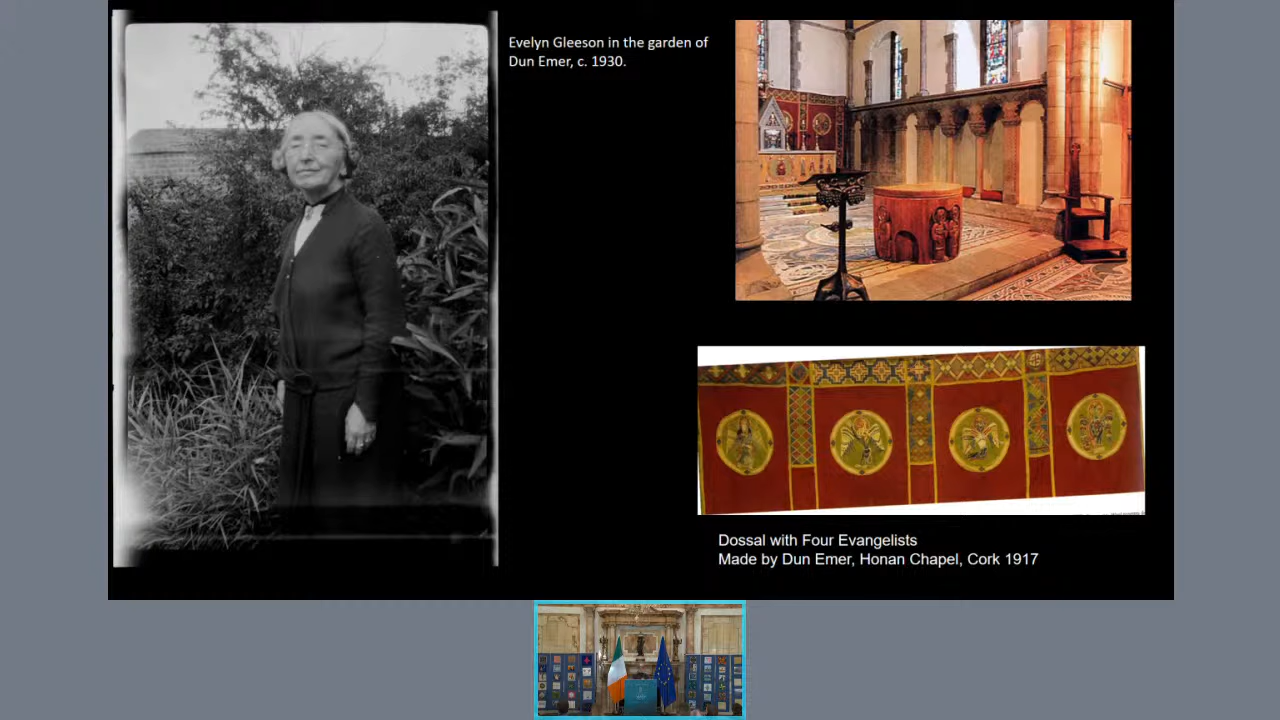 Evelyn Gleeson in the garden of
Dun Emer, c. 1930.
Dossal with Four Evangelists
Made by Dun Emer, Honan Chapel, Cork 1917